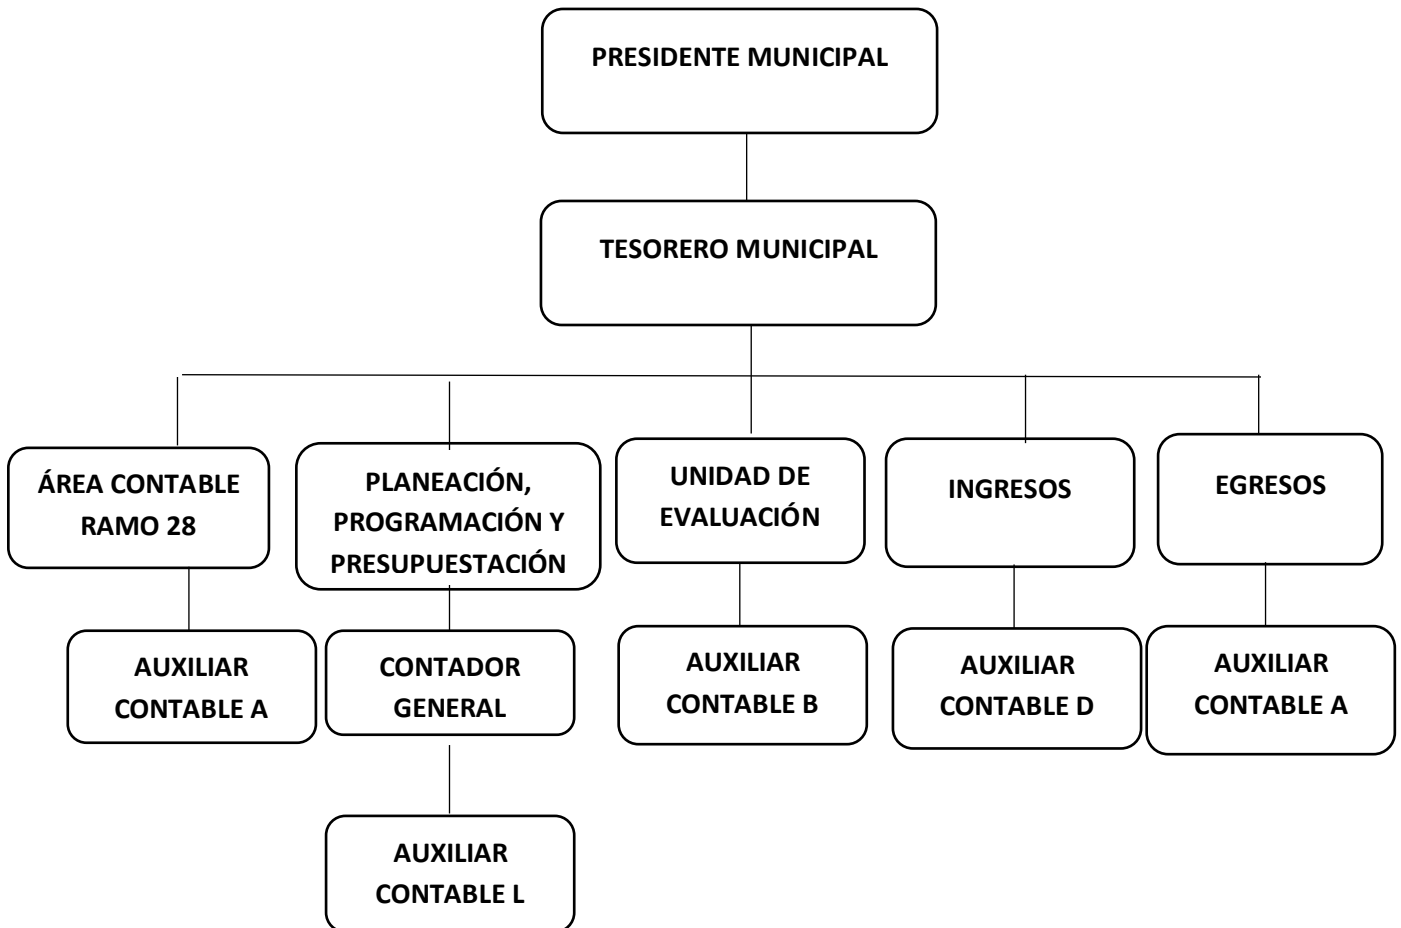 PRESIDENTE MUNICIPAL
TESORERO MUNICIPAL
ÁREA CONTABLE
RAMO 28
PLANEACIÓN,
PROGRAMACIÓN Y
PRESUPUESTACIÓN
UNIDAD DE
EVALUACIÓN
INGRESOS
EGRESOS
AUXILIAR
CONTABLE A
CONTADOR
GENERAL
AUXILIAR
CONTABLE B
AUXILIAR
CONTABLE D
AUXILIAR
CONTABLE A
AUXILIAR
CONTABLE L